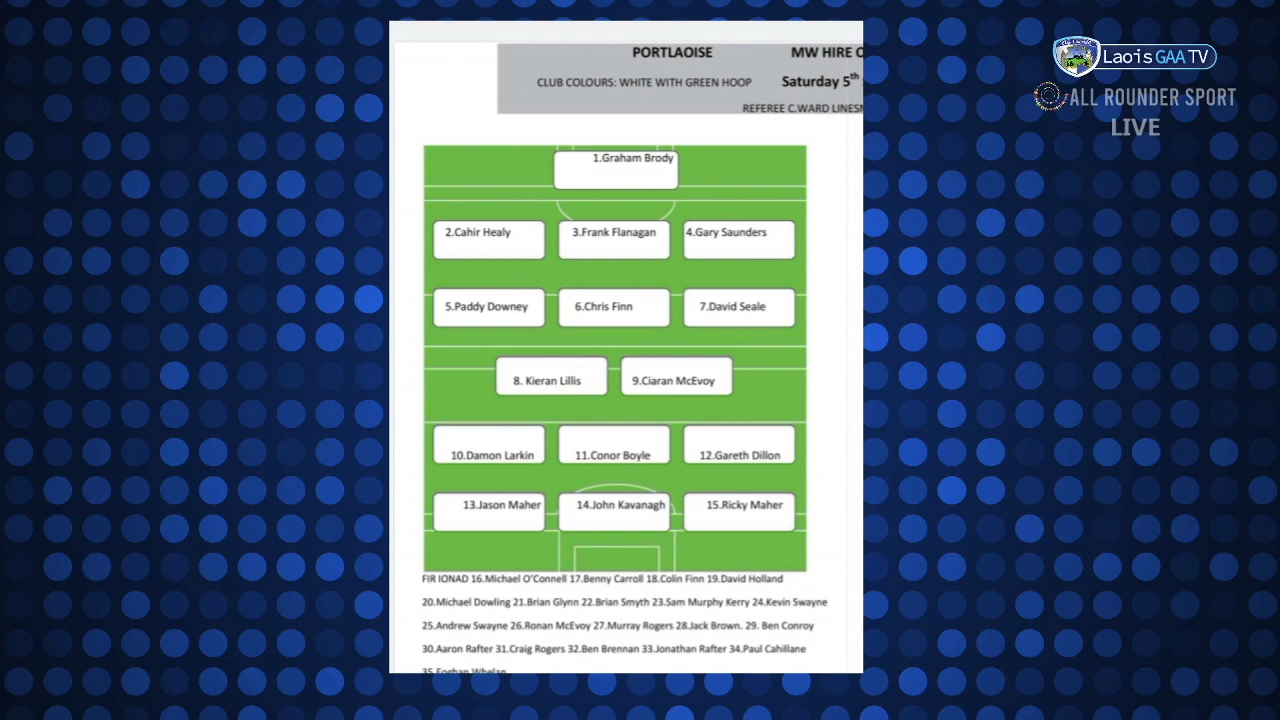 PORTLAOISE MW HIRE
CLUB COLOURS: WHITE WITH GREEN HOOP Saturday 5th
REFEREE C.WARD
Laois GAA TV
ALL ROUNDER SPORT
LIVE
1.Graham Brody
2.Cahir Healy 3.Frank Flanagan 4.Gary Saunders
5.Paddy Downey 6.Chris Finn 7.David Seale
8. Kieran Lillis 9.Ciaran McEvoy
10.Damon Larkin 11.Conor Boyle 12.Gareth Dillon
13.Jason Maher 14.John Kavanagh 15.Ricky Maher
FIR IONAD 16.Michael O'Connell 17.Benny Carroll 18.Colin Finn 19.David Holland
20.Michael Dowling 21.Brian Glynn 22.Brian Smyth 23.Sam Murphy Kerry 24.Kevin Swayne
25.Andrew Swayne 26.Ronan McEvoy 27.Murray Rogers 28.Jack Brown. 29. Ben Conroy
30.Aaron Rafter 31.Craig Rogers 32.Ben Brennan 33.Jonathan Rafter 34.Paul Cahillane